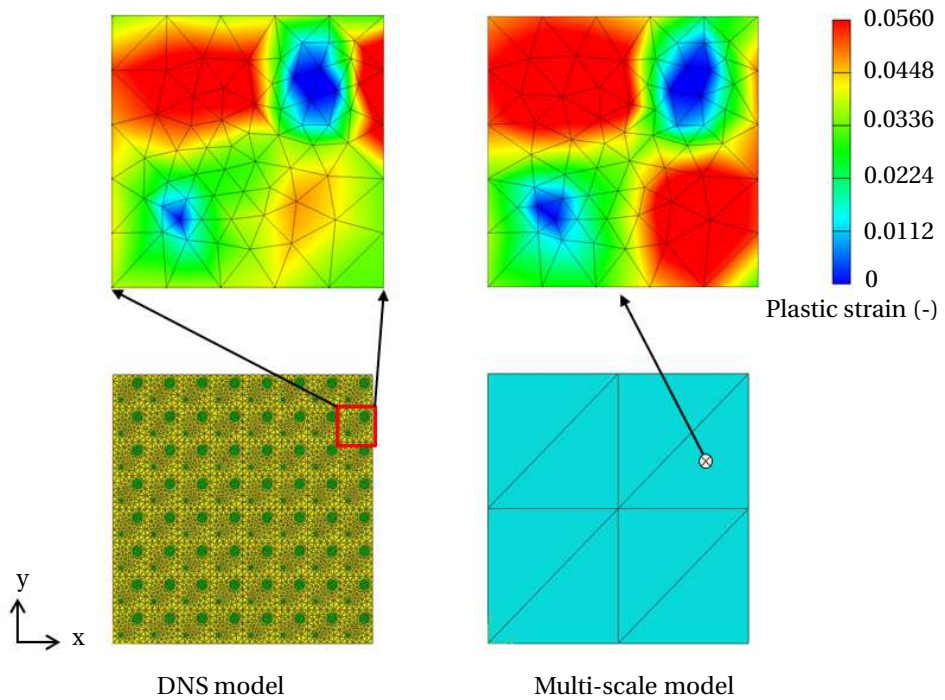 0.0560
0.0448
0.0336
0.0224
0.0112
0
Plastic strain (-)
y
x
DNS model
Multi-scale model